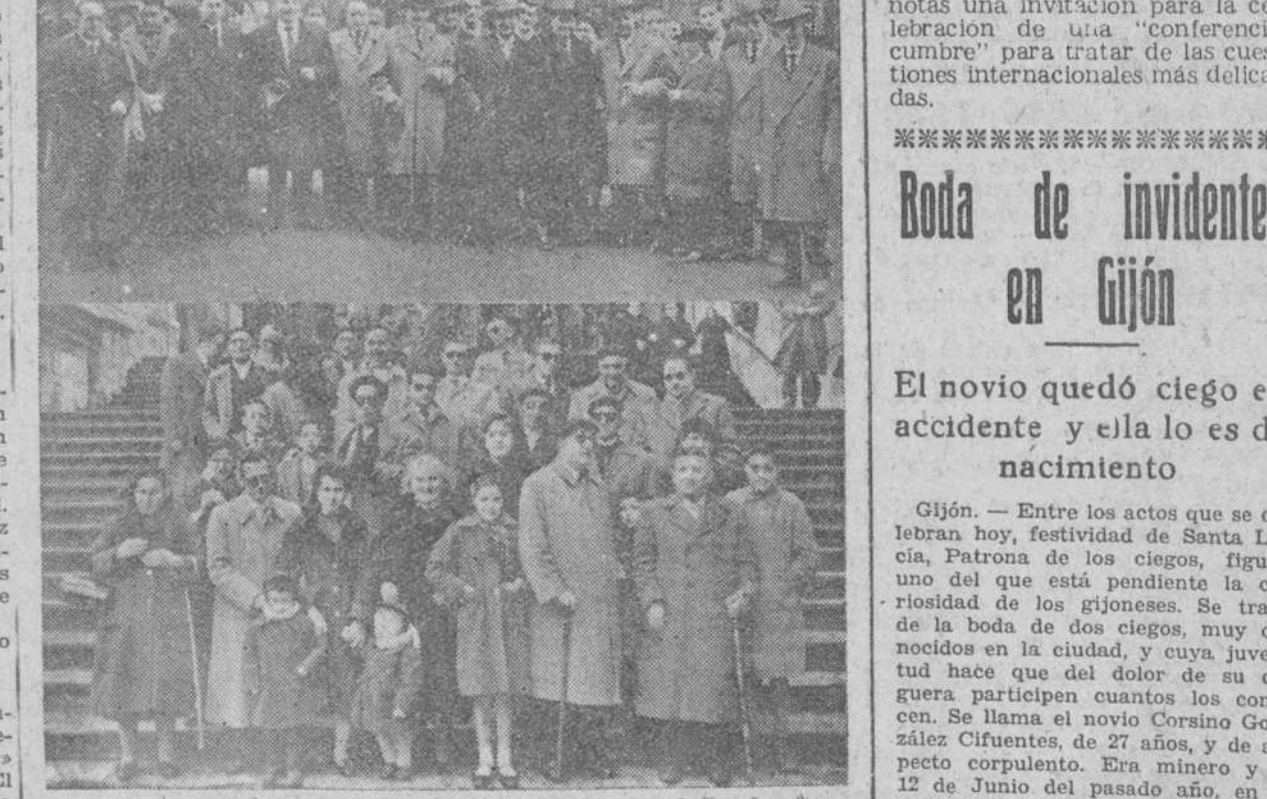 notas una invitación para la ce
lebración de una "conferenci
cumbre" para tratar de las cues
tiones internacionales más delica
das.
Boda de invidente
en Gijón
El novio quedó ciego e
accidente y ella lo es d
nacimiento
Gijón. — Entre los actos que se c
lebran hoy, festividad de Santa L
cía, Patrona de los ciegos, figu
uno del que está pendiente la c
riosidad de los gijoneses. Se tra
de la boda de dos ciegos, muy c
nocidos en la ciudad, y cuya juve
tud hace que del dolor de su c
guera participen cuantos los con
cen. Se llama el novio Corsino Go
zález Cifuentes, de 27 años, y de a
pecto corpulento. Era minero y
12 de Junio del pasado año, en